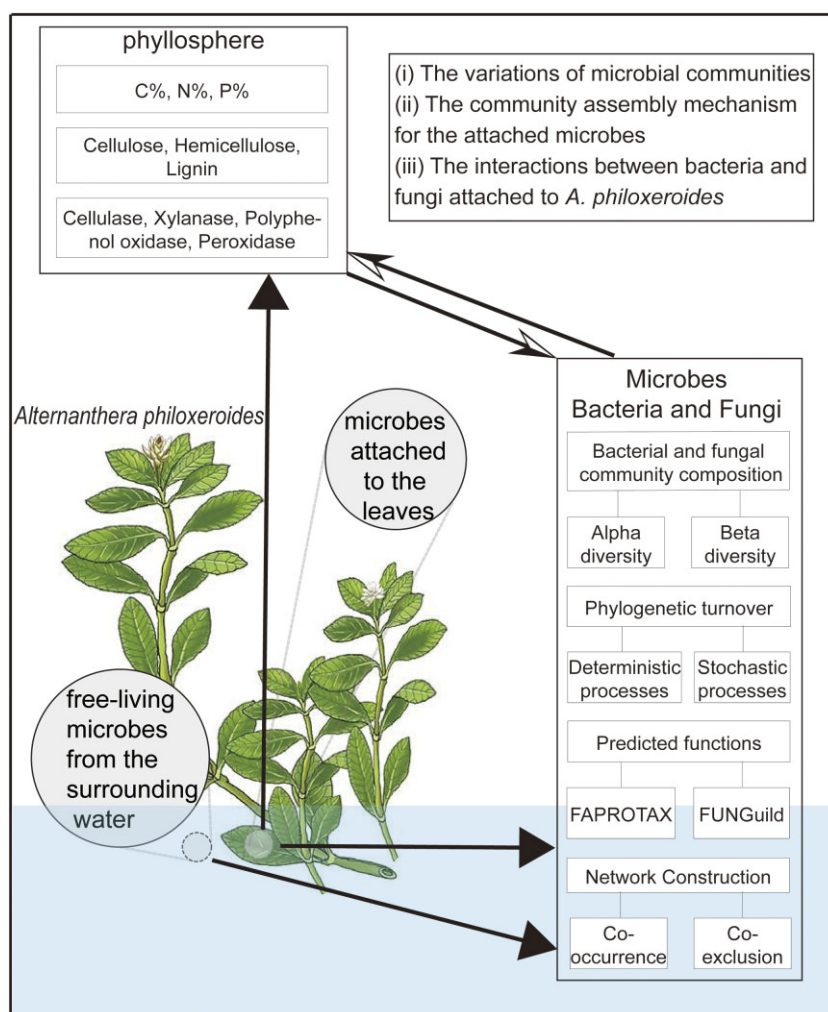 phyllosphere
C%, N%, P%
Cellulose, Hemicellulose,
Lignin
Cellulase, Xylanase, Polyphe-
nol oxidase, Peroxidase
(i) The variations of microbial communities
(ii) The community assembly mechanism
for the attached microbes
(iii) The interactions between bacteria and
fungi attached to A. philoxeroides
Alternanthera philoxeroides
microbes
attached
to the
leaves
free-living
microbes
from the
surrounding
water
Microbes
Bacteria and Fungi
Bacterial and fungal
community composition
Alpha
diversity
Beta
diversity
Phylogenetic turnover
Deterministic
processes
Stochastic
processes
Predicted functions
FAPROTAX
FUNGuild
Network Construction
Co-
occurrence
Co-
exclusion